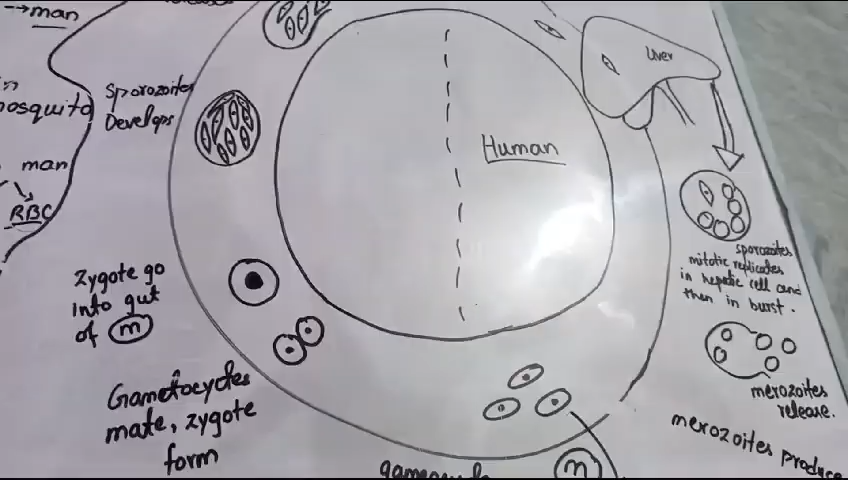 →man
mosquito
man
RBC
Sporozoites
Develops
Human
Liver
sporozoites
mitotic replicates
in hepatic cell and
then in burst.
merozoites
release.
merozoites produce
Zygote go
into gut
of m
Gametocytes
mate, zygote
form
m